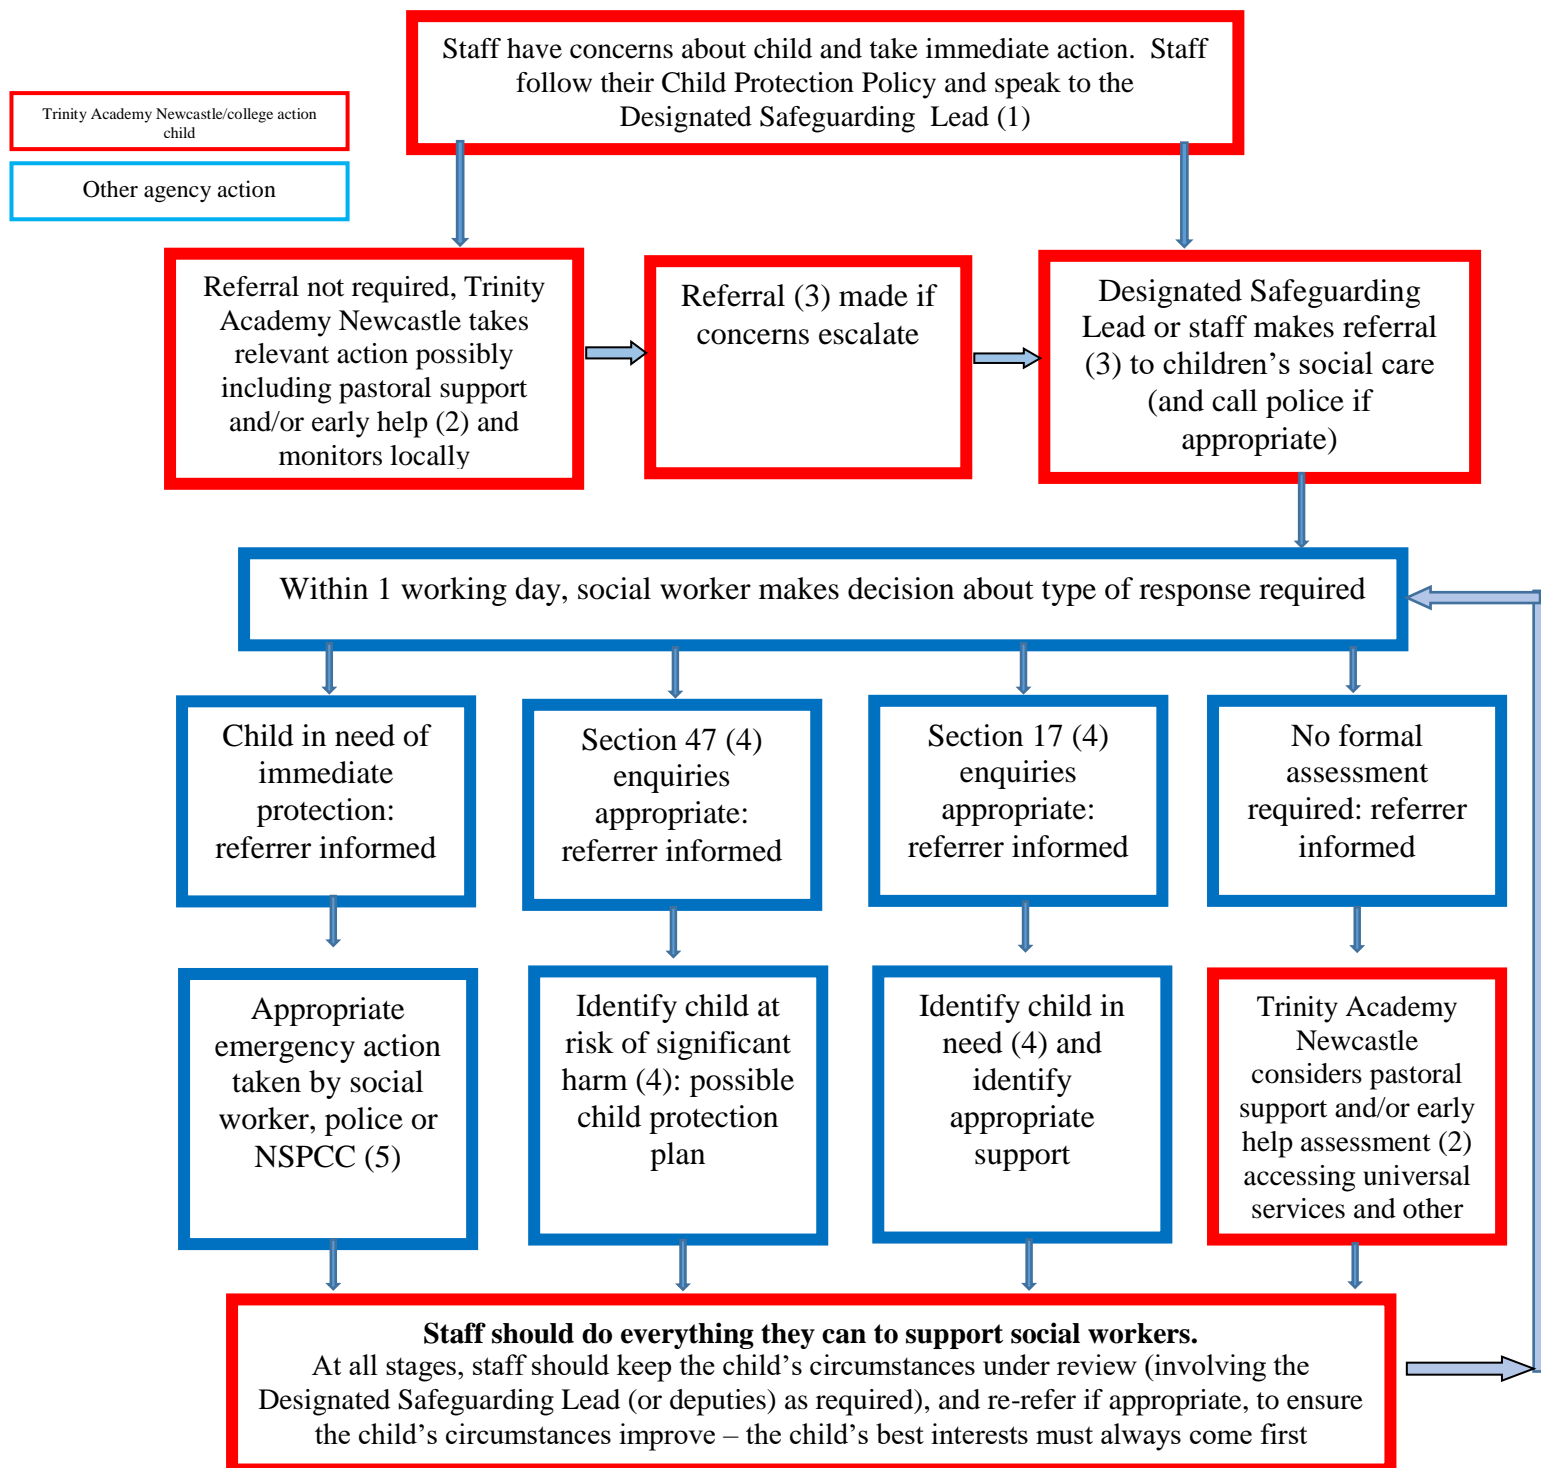 Staff have concerns about child and take immediate action.  Staff
follow their Child Protection Policy and speak to the
Designated Safeguarding  Lead (1)
Trinity Academy Newcastle/college action
child
Other agency action
Referral not required, Trinity
Academy Newcastle takes
relevant action possibly
including pastoral support
and/or early help (2) and
monitors locally
Referral (3) made if
concerns escalate
Designated Safeguarding
Lead or staff makes referral
(3) to children’s social care
(and call police if
appropriate)
Within 1 working day, social worker makes decision about type of response required
Child in need of
immediate
protection:
referrer informed
Section 47 (4)
enquiries
appropriate:
referrer informed
Section 17 (4)
enquiries
appropriate:
referrer informed
No formal
assessment
required: referrer
informed
Appropriate
emergency action
taken by social
worker, police or
NSPCC (5)
Identify child at
risk of significant
harm (4): possible
child protection
plan
Identify child in
need (4) and
identify
appropriate
support
Trinity Academy
Newcastle
considers pastoral
support and/or early
help assessment (2)
accessing universal
services and other
Staff should do everything they can to support social workers.
At all stages, staff should keep the child’s circumstances under review (involving the
Designated Safeguarding Lead (or deputies) as required), and re-refer if appropriate, to ensure
the child’s circumstances improve – the child’s best interests must always come first